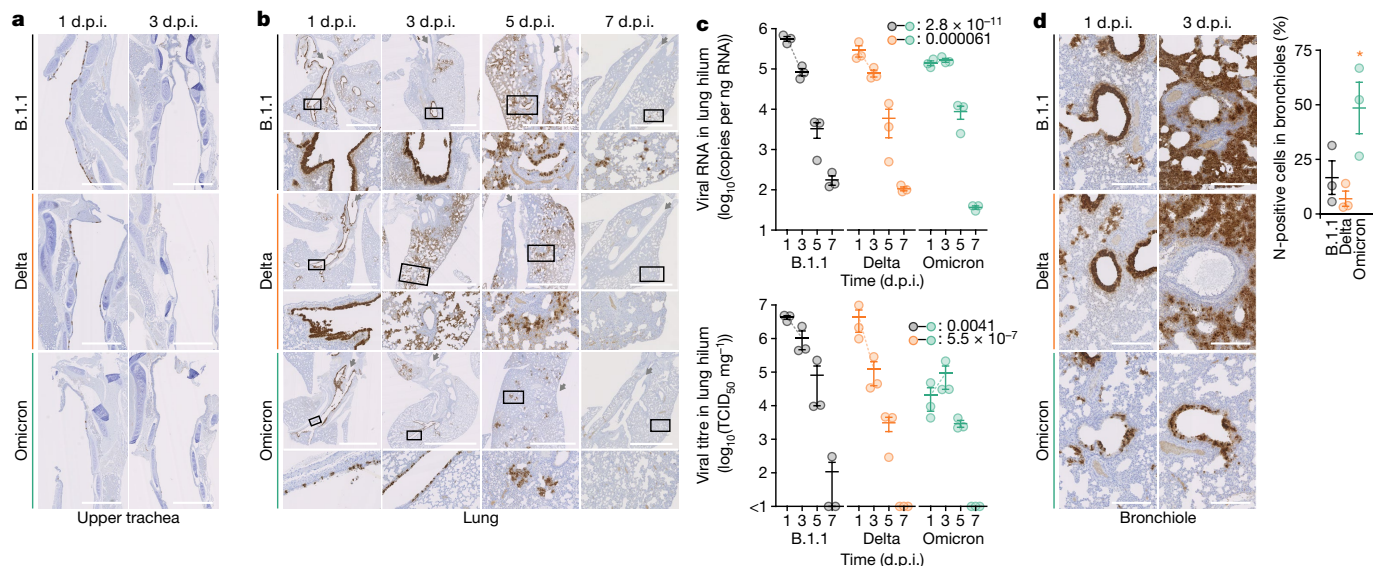 a
1 d.p.i. 3 d.p.i.
B.1.1
Delta
Omicron
Upper trachea
b
1 d.p.i. 3 d.p.i. 5 d.p.i. 7 d.p.i.
B.1.1
Delta
Omicron
Lung
c
Viral RNA in lung hilum
(log10(copies per ng RNA))
6
5
4
3
2
1
: 2.8 × 10−11
: 0.000061
1 3 5 7 1 3 5 7 1 3 5 7
B.1.1 Delta Omicron
Time (d.p.i.)
Viral titre in lung hilum
(log10(TCID50 mg−1))
7
6
5
4
3
2
<1
: 0.0041
: 5.5 × 10−7
1 3 5 7 1 3 5 7 1 3 5 7
B.1.1 Delta Omicron
Time (d.p.i.)
d
1 d.p.i. 3 d.p.i.
B.1.1
Delta
Omicron
Bronchiole
N-positive cells in bronchioles (%)
75
50
25
0
*
B.1.1
Delta
Omicron